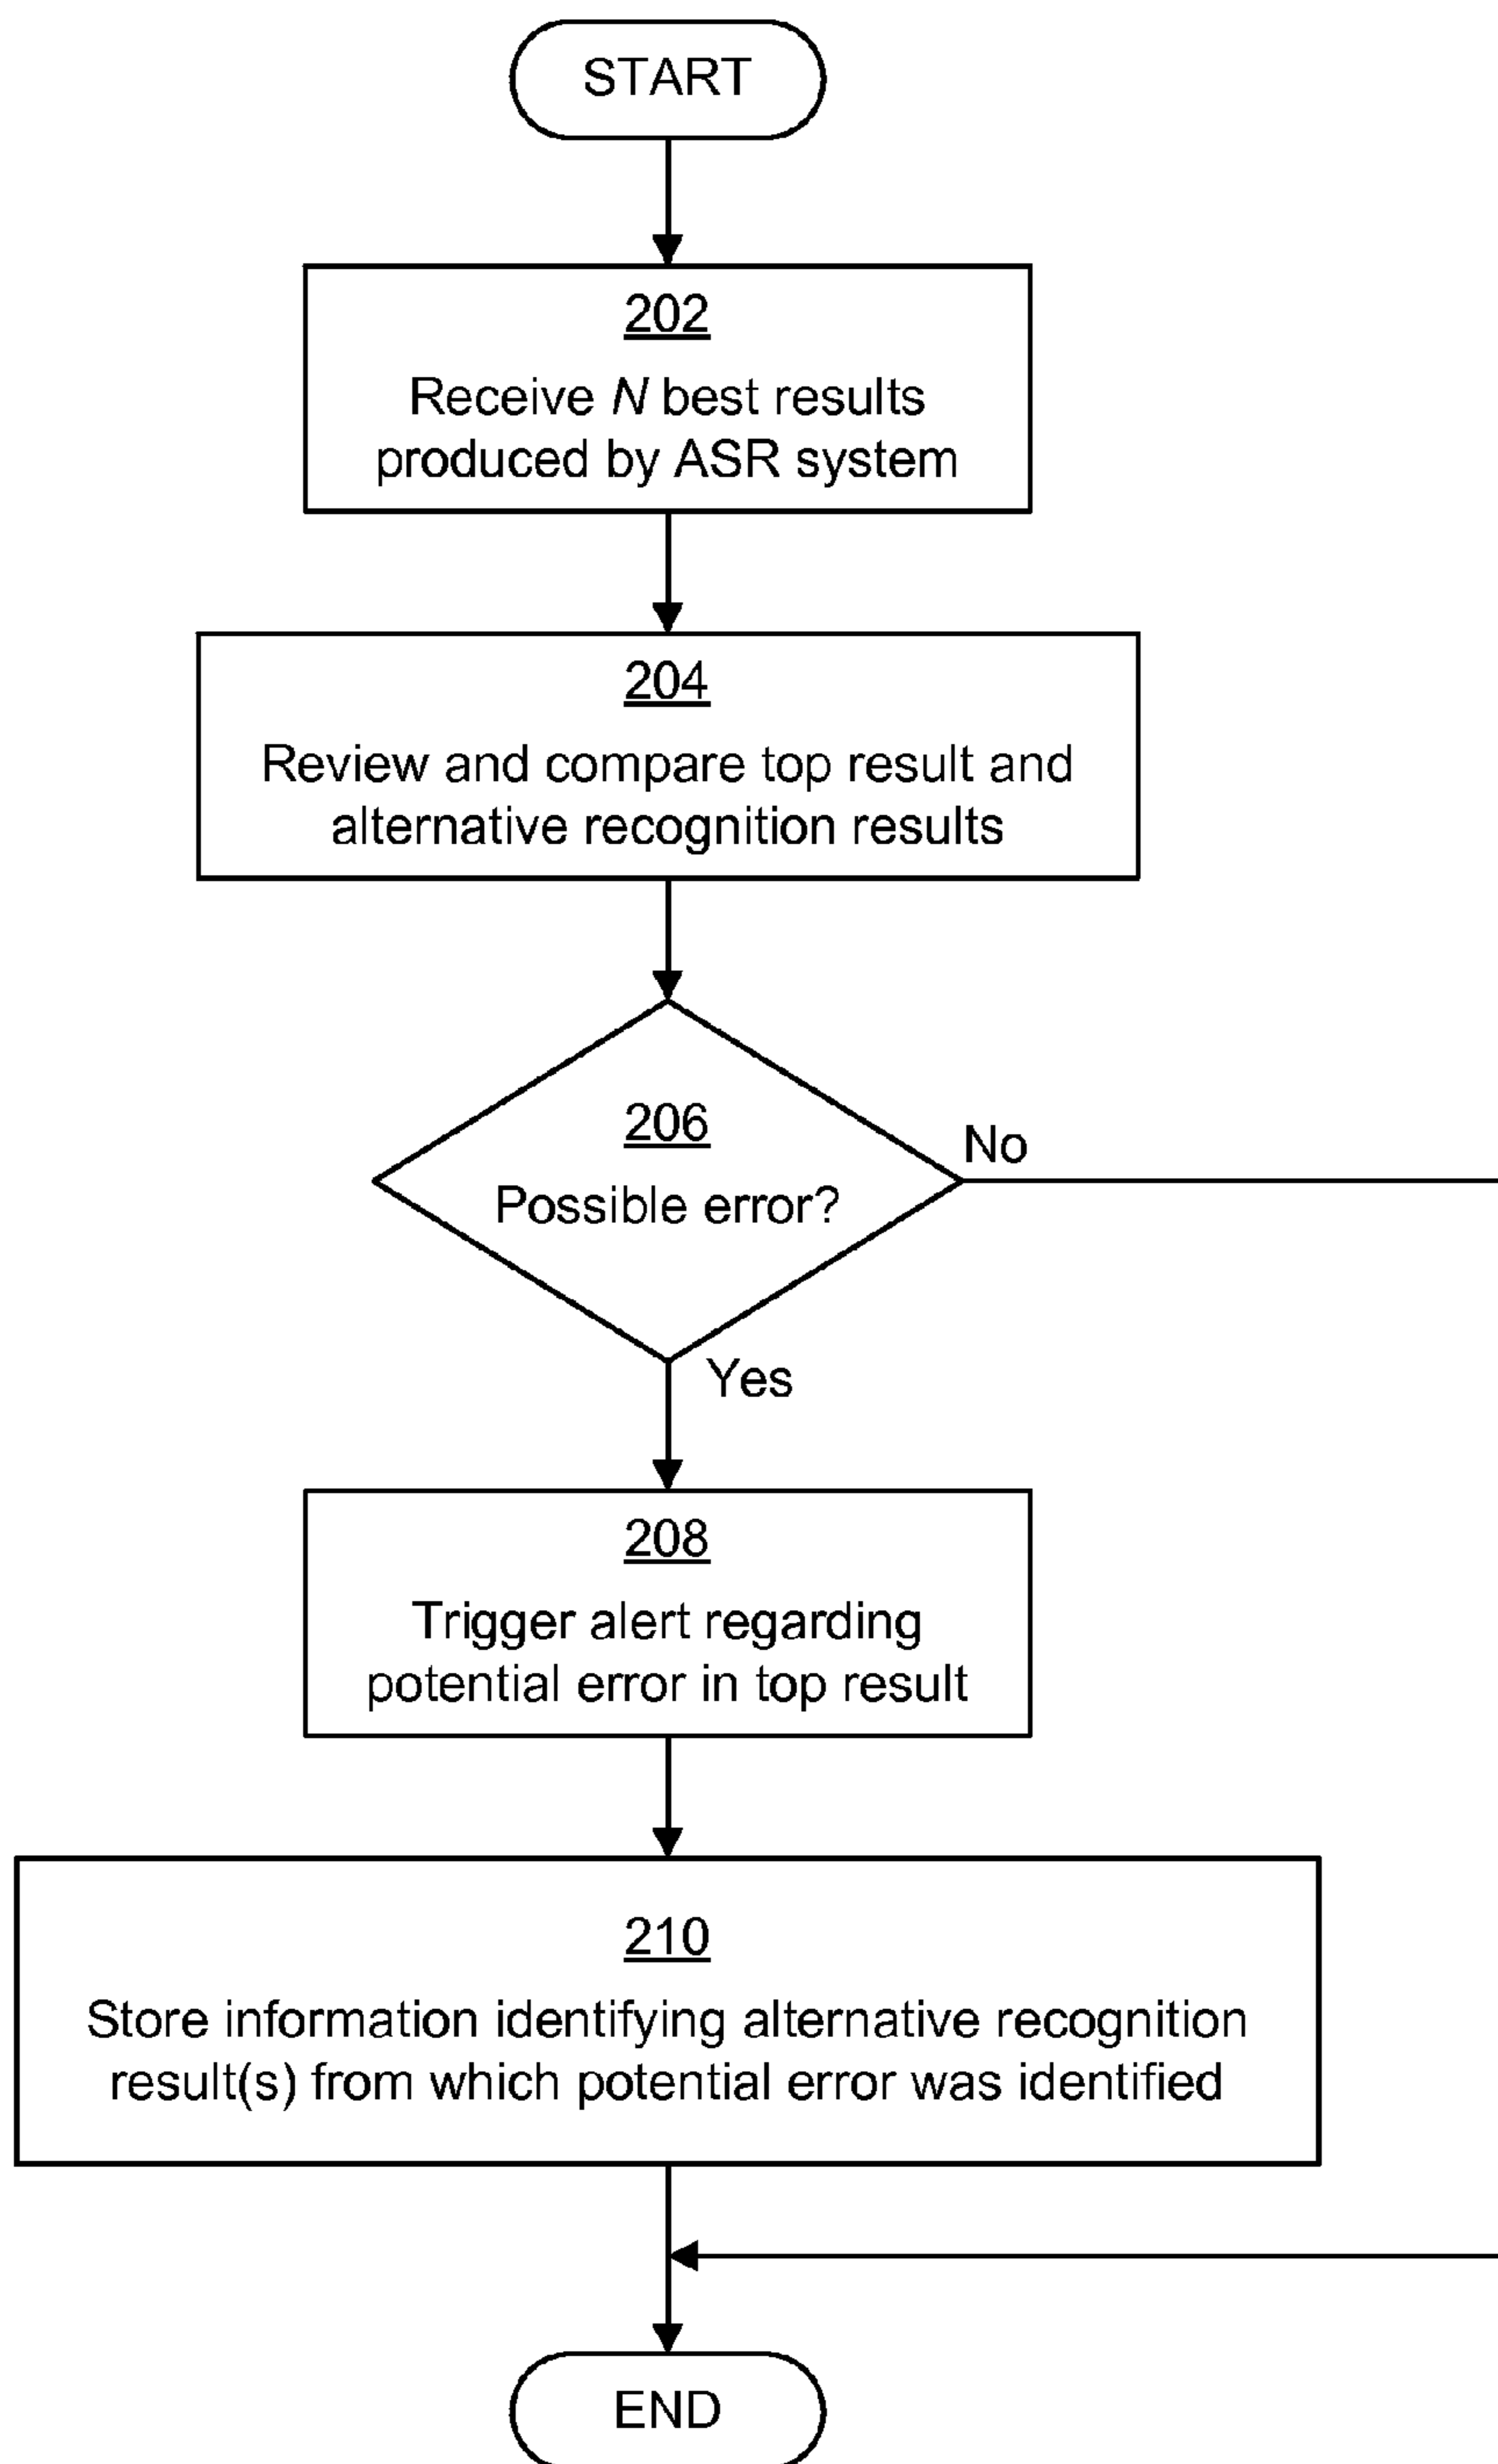 START
202
Receive N best results
produced by ASR system
204
Review and compare top result and
alternative recognition results
206
Possible error?
No
Yes
208
Trigger alert regarding
potential error in top result
210
Store information identifying alternative recognition
result(s) from which potential error was identified
END